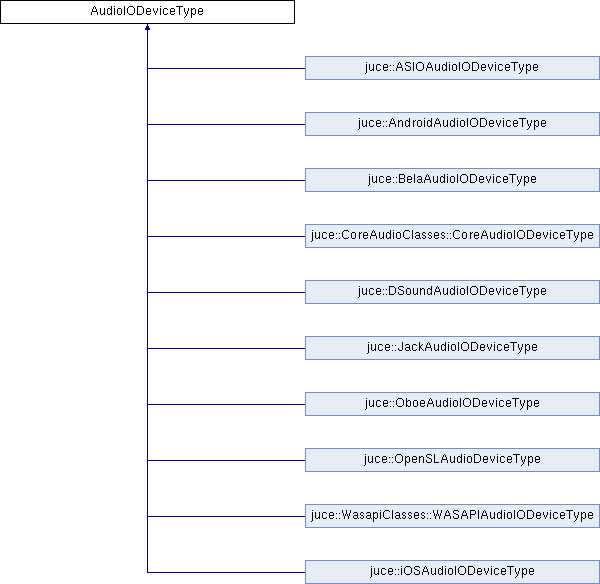 AudioIODeviceType
juce::ASIOAudioIODeviceType
juce::AndroidAudioIODeviceType
juce::BelaAudioIODeviceType
juce::CoreAudioClasses::CoreAudioIODeviceType
juce::DSoundAudioIODeviceType
juce::JackAudioIODeviceType
juce::OboeAudioIODeviceType
juce::OpenSLAudioDeviceType
juce::WasapiClasses::WASAPIAudioIODeviceType
juce::iOSAudioIODeviceType